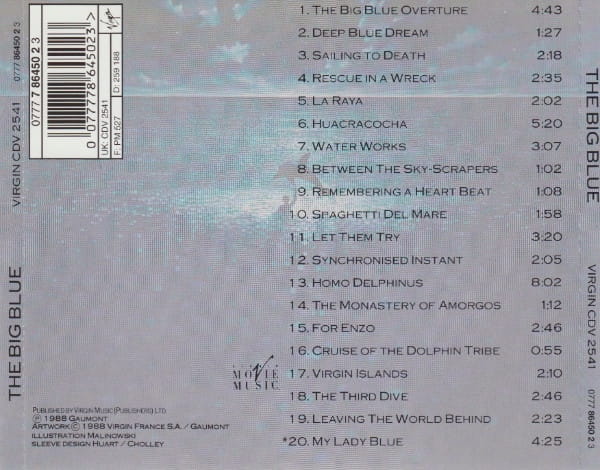 1. The Big Blue Overture 4:43
2. Deep Blue Dream 1:27
3. Sailing to Death 2:18
4. Rescue in a Wreck 2:35
5. La Raya 2:02
6. Huacracocha 5:20
7. Water Works 3:07
8. Between The Sky-Scrapers 1:02
9. Remembering a Heart Beat 1:08
10. Spaghetti Del Mare 1:58
11. Let Them Try 3:20
12. Synchronised Instant 2:05
13. Homo Delphinus 8:02
14. The Monastery of Amorgos 1:12
15. For Enzo 2:46
16. Cruise of the Dolphin Tribe 0:55
17. Virgin Islands 2:10
18. The Third Dive 2:46
19. Leaving The World Behind 2:23
*20. My Lady Blue 4:25
MOVIE
MUSIC
Published by Virgin Music (Publishers) Ltd.
℗ 1988 Gaumont
Artwork © 1988 Virgin France S.A. / Gaumont
Illustration Malinowski
Sleeve Design Huart / Cholley
THE BIG BLUE
VIRGIN CDV 2541
0777 86450 2 3
0777 7 86450 2 3
0 077778 645023
UK: CDV 2541
F: PM 527
D: 259 188
Virgin
THE BIG BLUE
VIRGIN CDV 2541
0777 86450 2 3